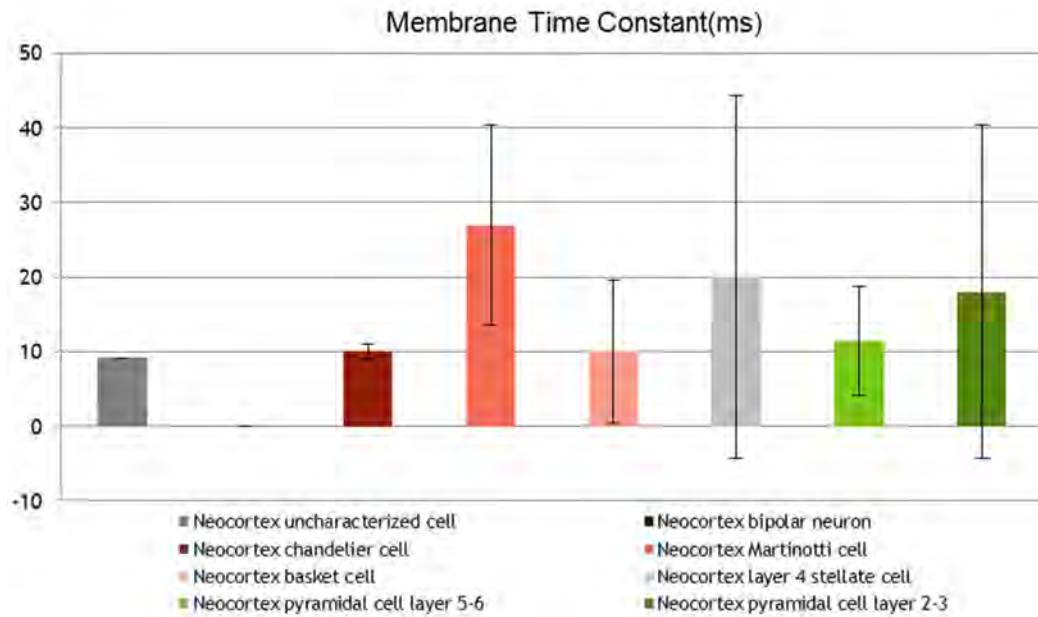 Membrane Time Constant(ms)
50
40
30
20
10
0
-10
Neocortex uncharacterized cell
Neocortex bipolar neuron
Neocortex chandelier cell
Neocortex Martinotti cell
Neocortex basket cell
Neocortex layer 4 stellate cell
Neocortex pyramidal cell layer 5-6
Neocortex pyramidal cell layer 2-3